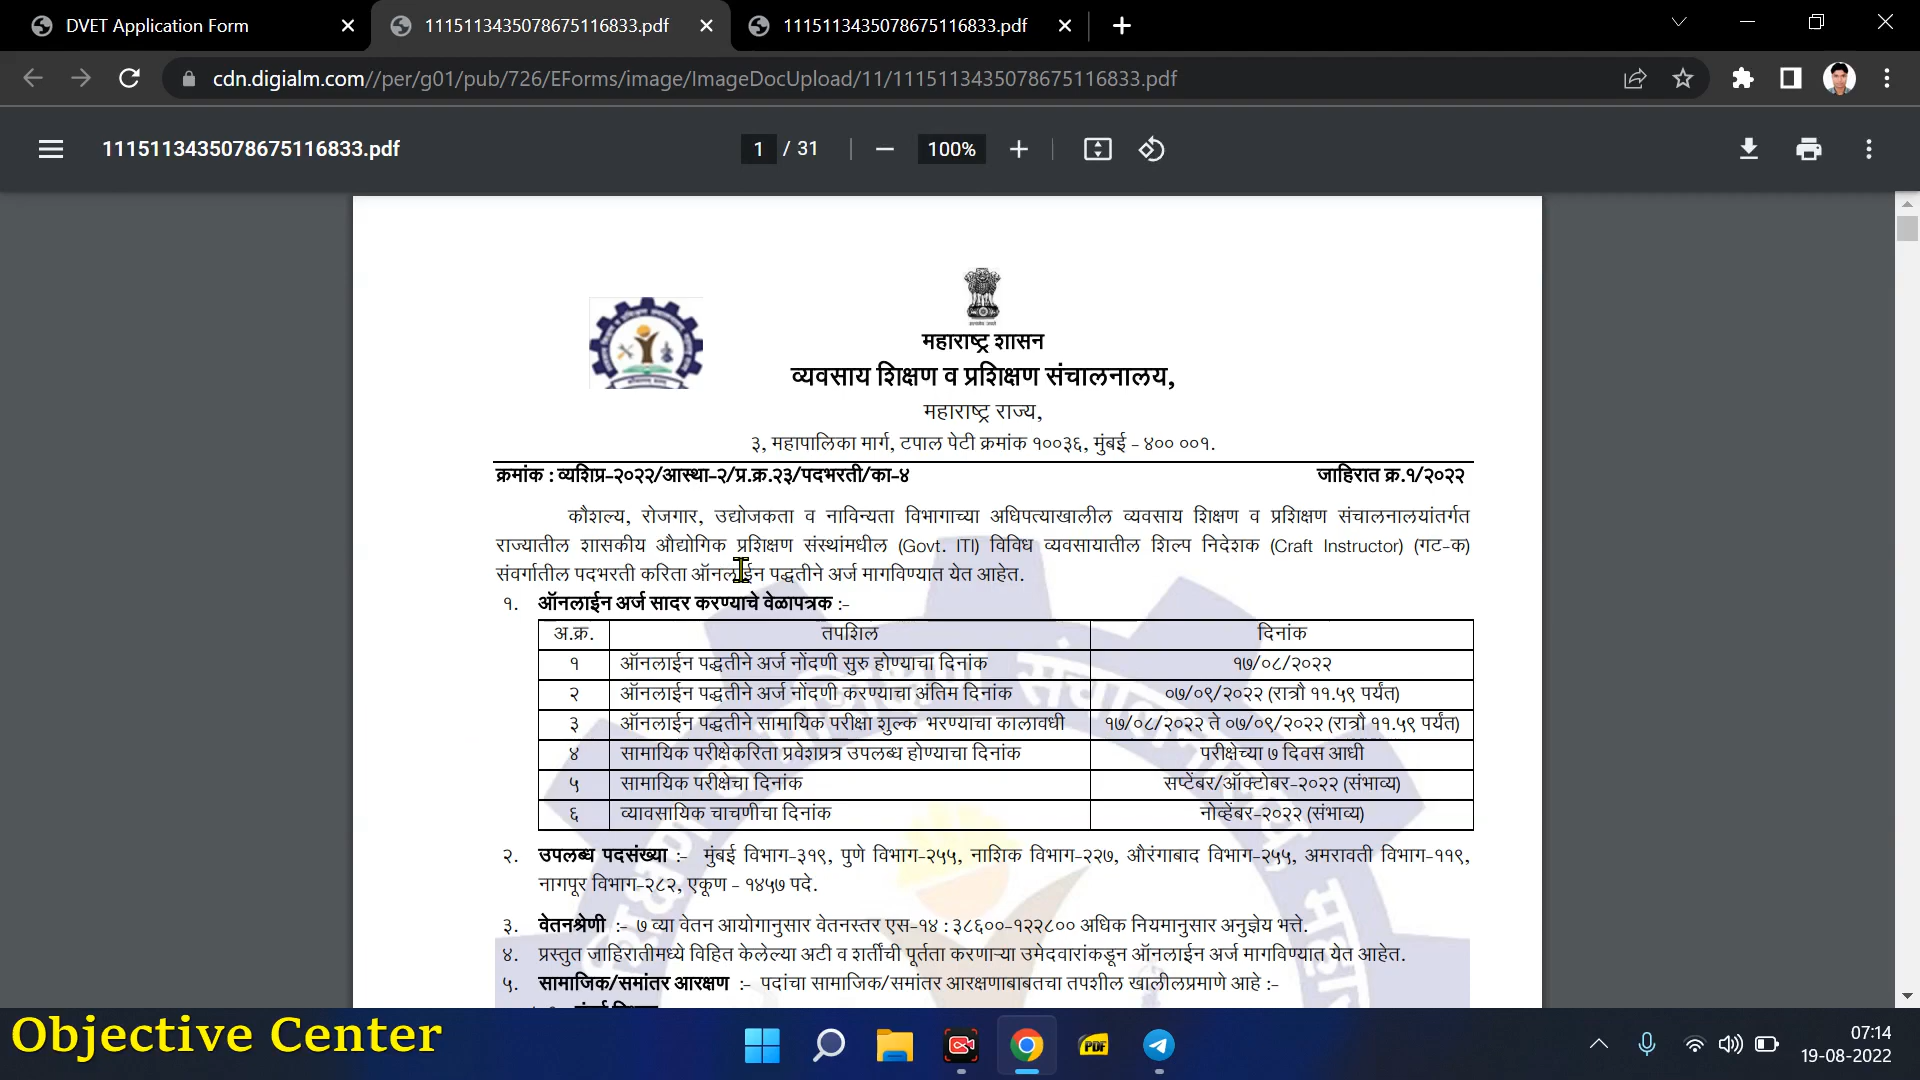 DVET Application Form
1115113435078675116833.pdf
1115113435078675116833.pdf
cdn.digialm.com//per/g01/pub/726/EForms/image/ImageDocUpload/11/1115113435078675116833.pdf
1115113435078675116833.pdf
1 / 31
100%
महाराष्ट्र शासन
व्यवसाय शिक्षण व प्रशिक्षण संचालनालय,
महाराष्ट्र राज्य,
३, महापालिका मार्ग, टपाल पेटी क्रमांक १००३६, मुंबई - ४०० ००१.
क्रमांक : व्यशिप्र-२०२२/आस्था-२/प्र.क्र.२३/पदभरती/का-४ जाहिरात क्र.१/२०२२
कौशल्य, रोजगार, उद्योजकता व नाविन्यता विभागाच्या अधिपत्याखालील व्यवसाय शिक्षण व प्रशिक्षण संचालनालयांतर्गत
राज्यातील शासकीय औद्योगिक प्रशिक्षण संस्थांमधील (Govt. ITI) विविध व्यवसायातील शिल्प निदेशक (Craft Instructor) (गट-क)
संवर्गातील पदभरती करिता ऑनलाईन पद्धतीने अर्ज मागविण्यात येत आहेत.
१. ऑनलाईन अर्ज सादर करण्याचे वेळापत्रक :-
अ.क्र. तपशिल दिनांक
१ ऑनलाईन पद्धतीने अर्ज नोंदणी सुरु होण्याचा दिनांक १७/०८/२०२२
२ ऑनलाईन पद्धतीने अर्ज नोंदणी करण्याचा अंतिम दिनांक ०७/०९/२०२२ (रात्रौ ११.५९ पर्यंत)
३ ऑनलाईन पद्धतीने सामायिक परीक्षा शुल्क भरण्याचा कालावधी १७/०८/२०२२ ते ०७/०९/२०२२ (रात्रौ ११.५९ पर्यंत)
४ सामायिक परीक्षेकरिता प्रवेशप्रत्र उपलब्ध होण्याचा दिनांक परीक्षेच्या ७ दिवस आधी
५ सामायिक परीक्षेचा दिनांक सप्टेंबर/ऑक्टोबर-२०२२ (संभाव्य)
६ व्यावसायिक चाचणीचा दिनांक नोव्हेंबर-२०२२ (संभाव्य)
२. उपलब्ध पदसंख्या :- मुंबई विभाग-३१९, पुणे विभाग-२५५, नाशिक विभाग-२२७, औरंगाबाद विभाग-२५५, अमरावती विभाग-११९,
नागपूर विभाग-२८२, एकूण - १४५७ पदे.
३. वेतनश्रेणी :- ७ व्या वेतन आयोगानुसार वेतनस्तर एस-१४ : ३८६००-१२२८०० अधिक नियमानुसार अनुज्ञेय भत्ते.
४. प्रस्तुत जाहिरातीमध्ये विहित केलेल्या अटी व शर्तींची पूर्तता करणाऱ्या उमेदवारांकडून ऑनलाईन अर्ज मागविण्यात येत आहेत.
५. सामाजिक/समांतर आरक्षण :- पदांचा सामाजिक/समांतर आरक्षणाबाबतचा तपशील खालीलप्रमाणे आहे :-
Objective Center
PDF
07:14
19-08-2022